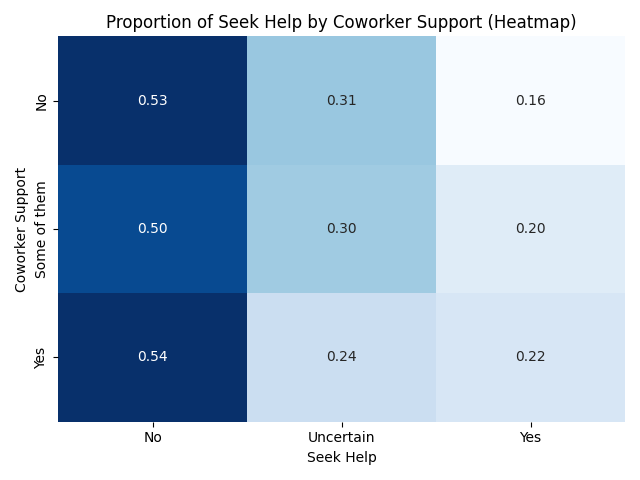 Proportion of Seek Help by Coworker Support (Heatmap)
Coworker Support
No
0.53 0.31 0.16
Some of them
0.50 0.30 0.20
Yes
0.54 0.24 0.22
No Uncertain Yes
Seek Help